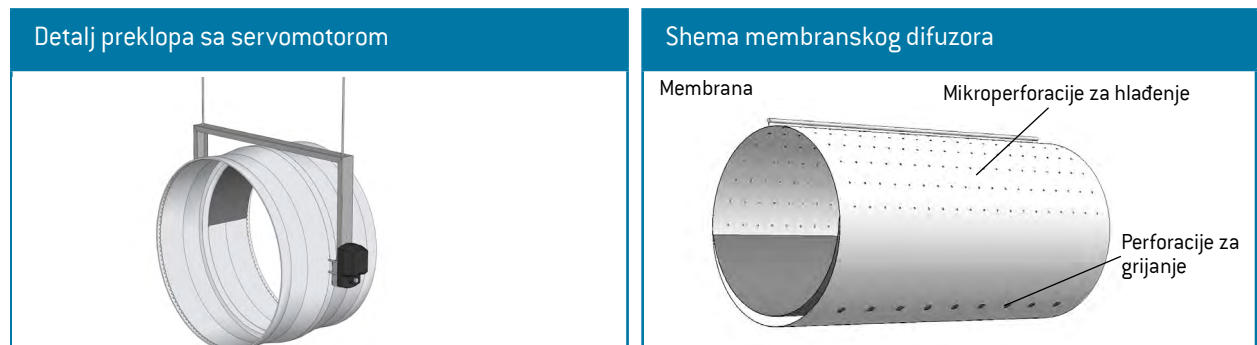 Detalj preklopa sa servomotorom
Shema membranskog difuzora
Membrana
Mikroperforacije za hlađenje
Perforacije za
grijanje